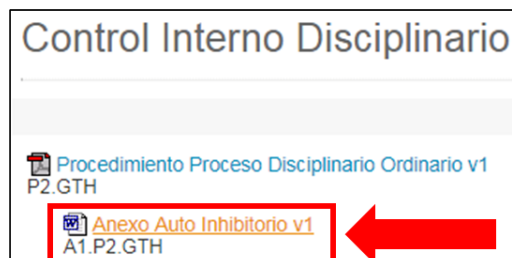 Control Interno Disciplinario
Procedimiento Proceso Disciplinario Ordinario v1
P2.GTH
Anexo Auto Inhibitorio v1
A1.P2.GTH